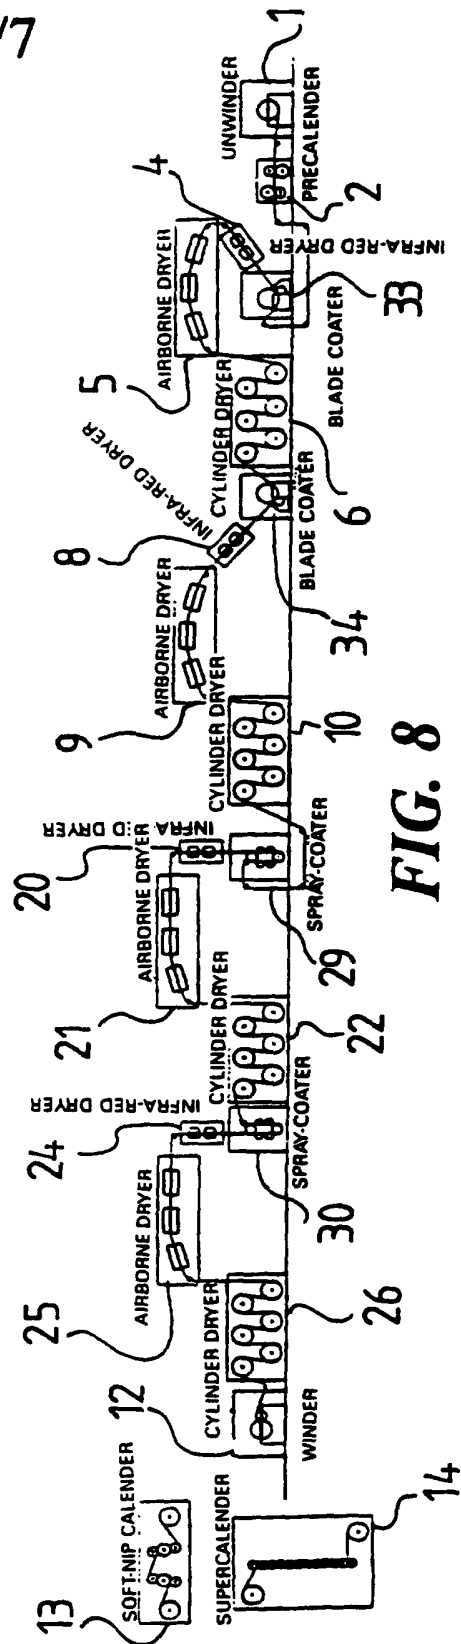 /7
13
SOFT-NIP CALENDER
SUPERCALENDER
14
12
WINDER
CYLINDER DRYER
26
25
AIRBORNE DRYER
24
INFRA-RED DRYER
SPRAY-COATER
30
CYLINDER DRYER
22
21
AIRBORNE DRYER
20
INFRA D DRYER
SPRAY-COATER
29
CYLINDER DRYER
10
9
AIRBORNE DRYER
8
INFRA-RED DRYER
BLADE COATER
34
CYLINDER DRYER
6
5
AIRBORNE DRYER
4
INFRA-RED DRYER
BLADE COATER
33
PRECALENDER
2
UNWINDER
1
FIG. 8